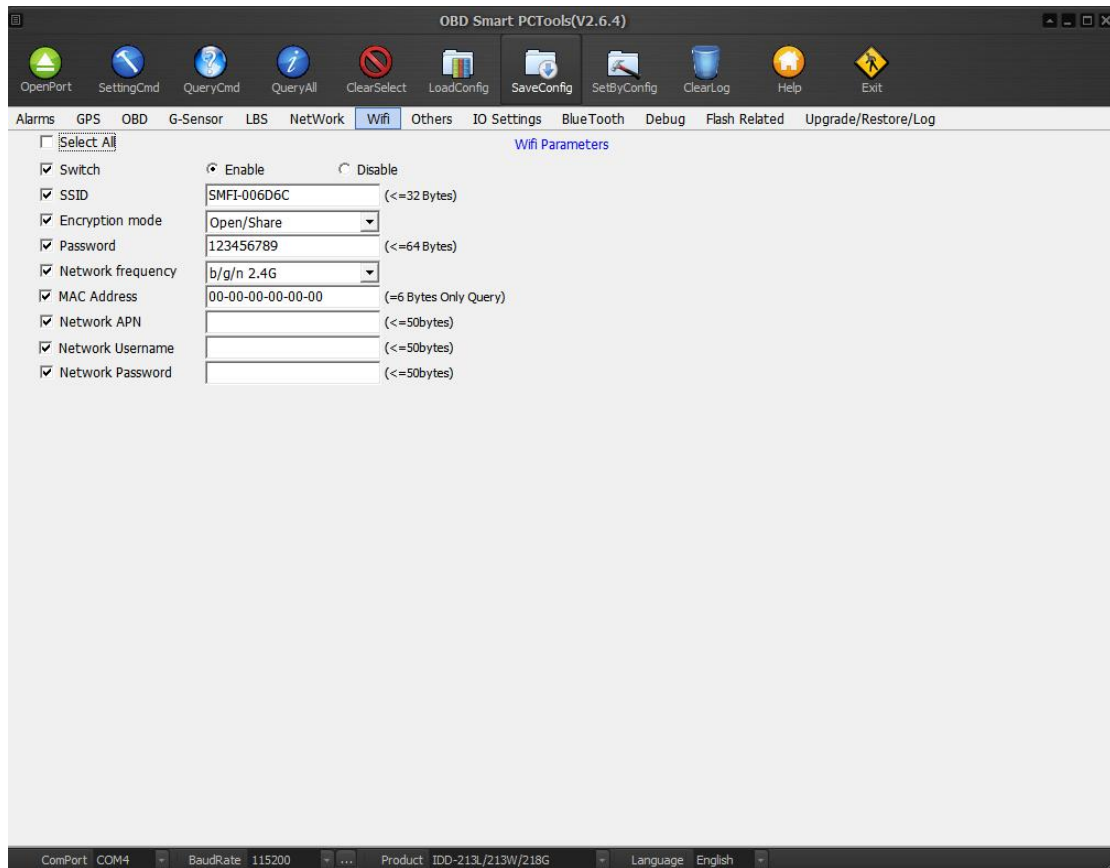 OBD Smart PCTools(V2.6.4)
OpenPort SettingCmd QueryCmd QueryAll ClearSelect LoadConfig SaveConfig SetByConfig ClearLog Help Exit
Alarms GPS OBD G-Sensor LBS NetWork Wifi Others IO Settings BlueTooth Debug Flash Related Upgrade/Restore/Log
Select All Wifi Parameters
Switch Enable Disable
SSID SMFI-006D6C (<=32 Bytes)
Encryption mode Open/Share
Password 123456789 (<=64 Bytes)
Network frequency b/g/n 2.4G
MAC Address 00-00-00-00-00-00 (=6 Bytes Only Query)
Network APN (<=50bytes)
Network Username (<=50bytes)
Network Password (<=50bytes)
ComPort COM4 BaudRate 115200 ... Product IDD-213L/213W/218G Language English